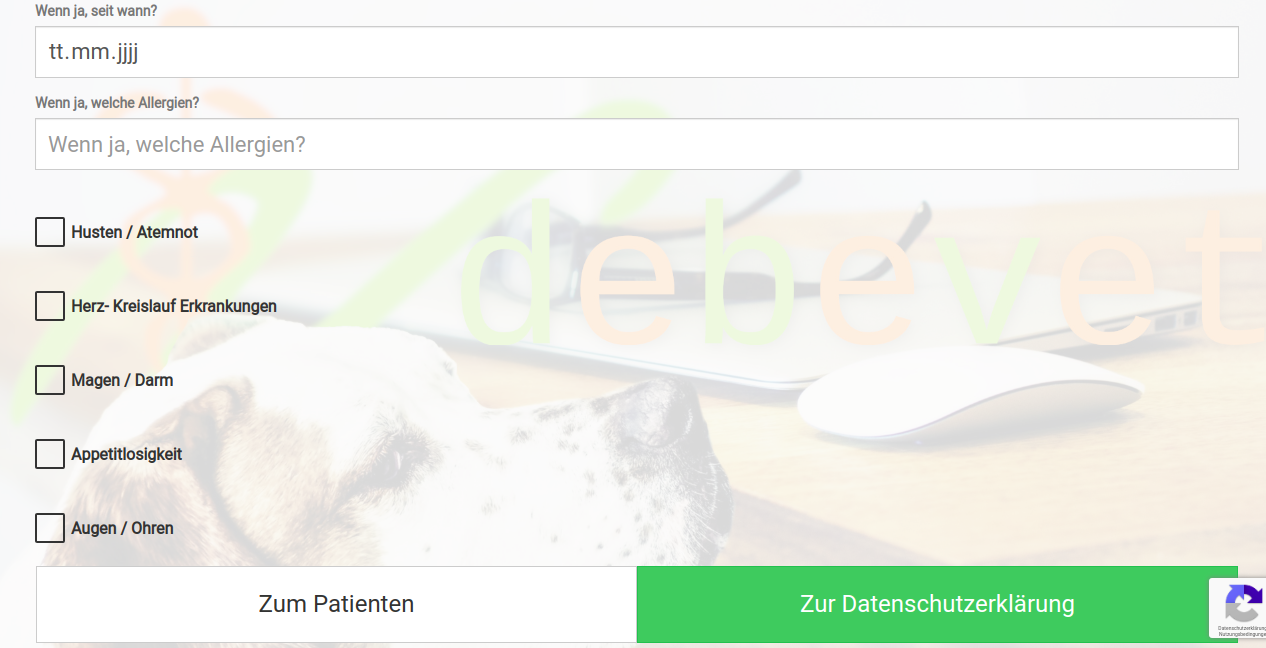 Wenn ja, seit wann?
tt.mm.jjjj
Wenn ja, welche Allergien?
Wenn ja, welche Allergien?
debevet
Husten / Atemnot
Herz- Kreislauf Erkrankungen
Magen / Darm
Appetitlosigkeit
Augen / Ohren
Zum Patienten
Zur Datenschutzerklärung
Datenschutzerklärung
Nutzungsbedingunge